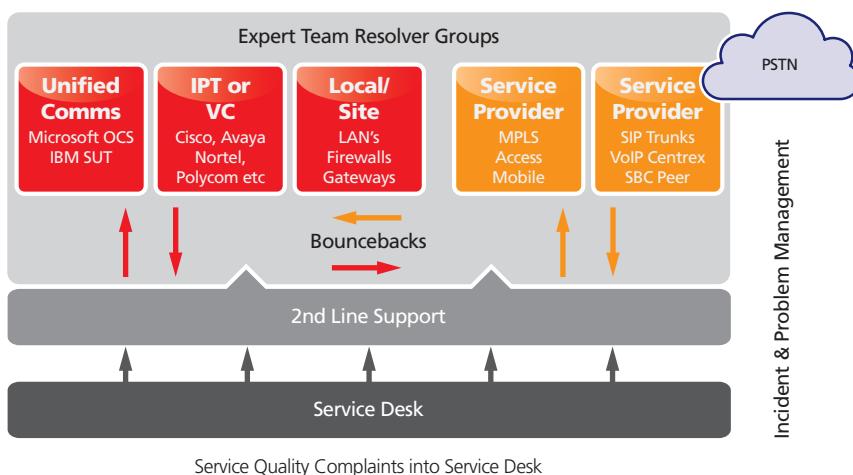 Expert Team Resolver Groups
PSTN
Unified
Comms
Microsoft OCS
IBM SUT
IPT or
VC
Cisco, Avaya
Nortel,
Polycom etc
Local/
Site
LAN's
Firewalls
Gateways
Service
Provider
MPLS
Access
Mobile
Service
Provider
SIP Trunks
VoIP Centrex
SBC Peer
Bouncebacks
2nd Line Support
Service Desk
Service Quality Complaints into Service Desk
Incident & Problem Management